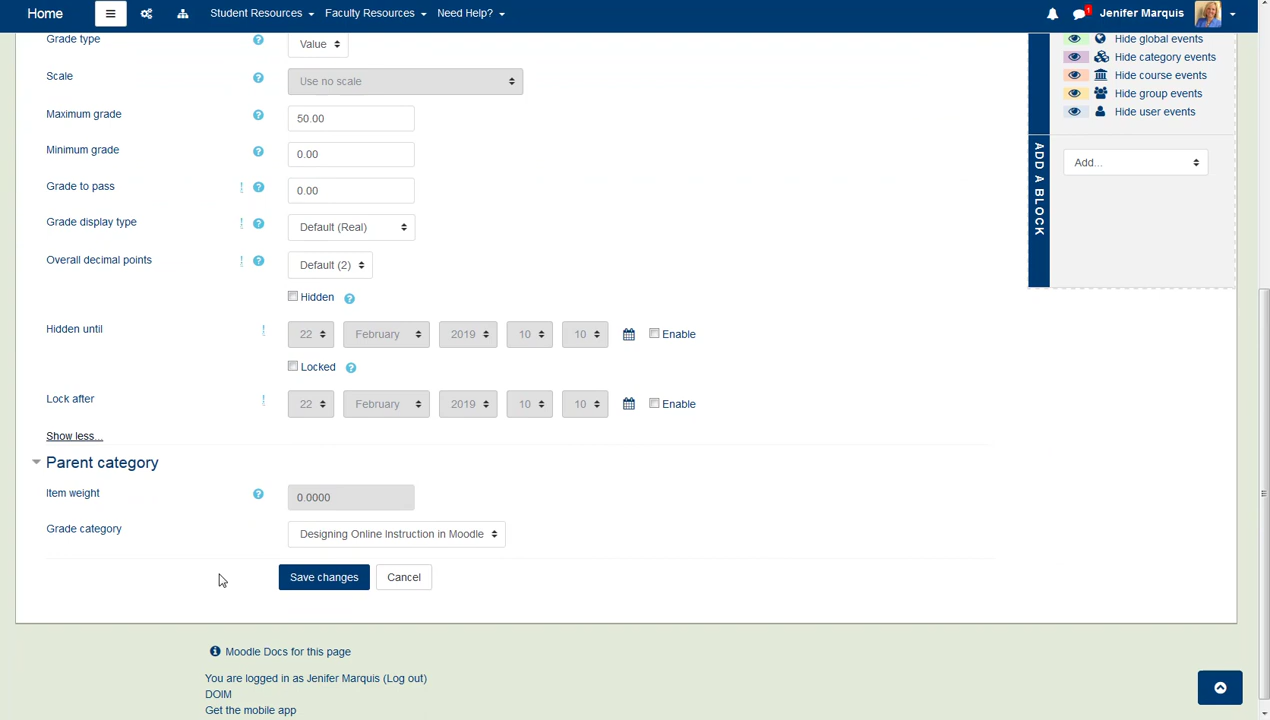 Home
Student Resources
Faculty Resources
Need Help?
1
Jenifer Marquis
Grade type
Value
Scale
Use no scale
Maximum grade
50.00
Minimum grade
0.00
Grade to pass
0.00
Grade display type
Default (Real)
Overall decimal points
Default (2)
Hidden
Hidden until
22 February 2019 10 10 Enable
Locked
Lock after
22 February 2019 10 10 Enable
Show less...
Parent category
Item weight
0.0000
Grade category
Designing Online Instruction in Moodle
Save changes
Cancel
Hide global events
Hide category events
Hide course events
Hide group events
Hide user events
ADD A BLOCK
Add...
Moodle Docs for this page
You are logged in as Jenifer Marquis (Log out)
DOIM
Get the mobile app